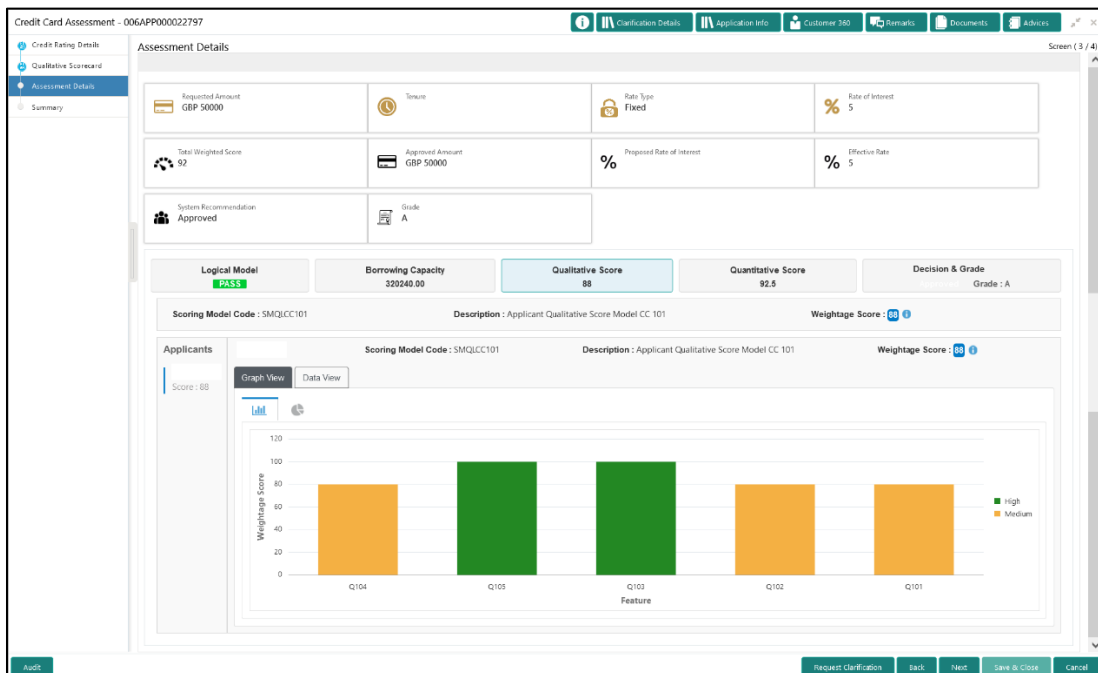 Credit Card Assessment - 006APP000022797
Clarification Details
Application Info
Customer 360
Remarks
Documents
Advices
Credit Rating Details
Qualitative Scorecard
Assessment Details
Summary
Assessment Details
Screen ( 3 / 4)
Requested Amount
GBP 50000
Tenure
Rate Type
Fixed
Rate of Interest
5
Total Weighted Score
92
Approved Amount
GBP 50000
Proposed Rate of Interest
Effective Rate
5
System Recommendation
Approved
Grade
A
Logical Model
PASS
Borrowing Capacity
320240.00
Qualitative Score
88
Quantitative Score
92.5
Decision & Grade
Grade : A
Scoring Model Code : SMQLCC101
Description : Applicant Qualitative Score Model CC 101
Weightage Score : 88
Applicants
Score : 88
Scoring Model Code : SMQLCC101
Description : Applicant Qualitative Score Model CC 101
Weightage Score : 88
Graph View
Data View
120
100
80
60
40
20
0
Weightage Score
Q104
Q105
Q103
Q102
Q101
Feature
High
Medium
Audit
Request Clarification
Back
Next
Save & Close
Cancel